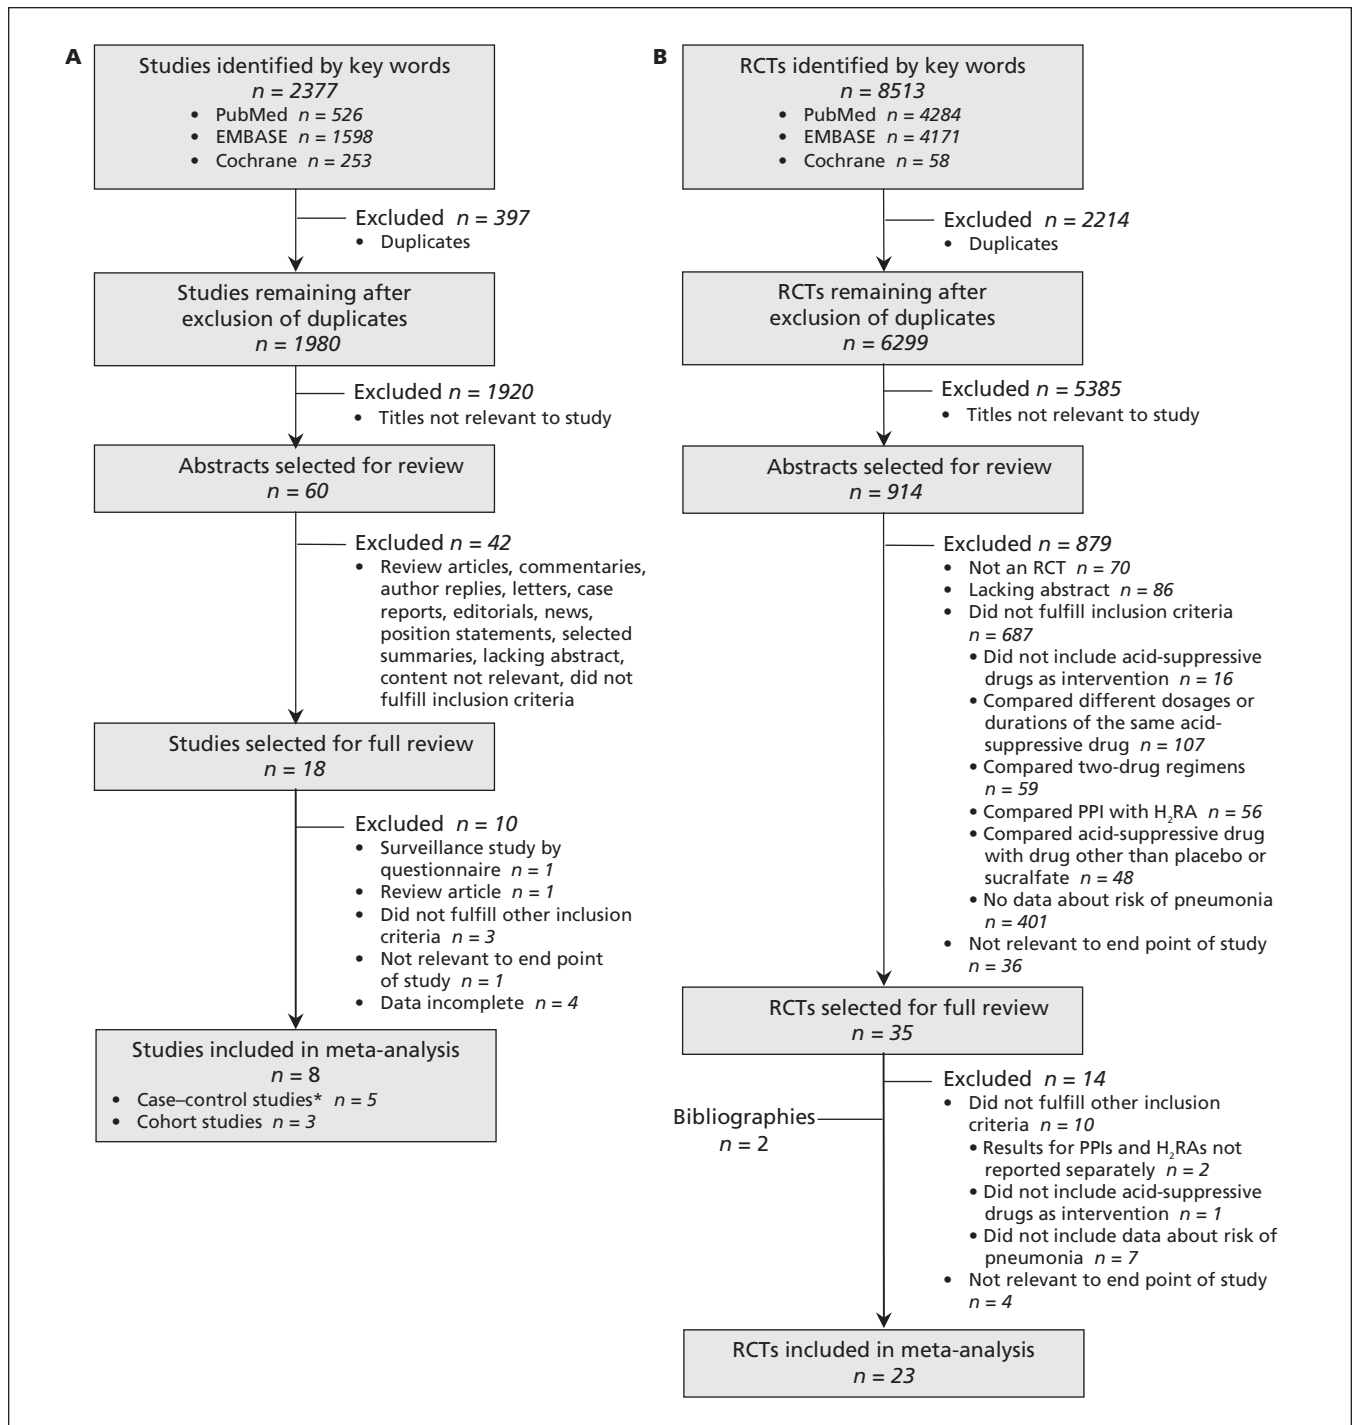 A
Studies identified by key words
n = 2377
• PubMed n = 526
• EMBASE n = 1598
• Cochrane n = 253
Excluded n = 397
• Duplicates
Studies remaining after
exclusion of duplicates
n = 1980
Excluded n = 1920
• Titles not relevant to study
Abstracts selected for review
n = 60
Excluded n = 42
• Review articles, commentaries,
author replies, letters, case
reports, editorials, news,
position statements, selected
summaries, lacking abstract,
content not relevant, did not
fulfill inclusion criteria
Studies selected for full review
n = 18
Excluded n = 10
• Surveillance study by
questionnaire n = 1
• Review article n = 1
• Did not fulfill other inclusion
criteria n = 3
• Not relevant to end point
of study n = 1
• Data incomplete n = 4
Studies included in meta-analysis
n = 8
• Case–control studies* n = 5
• Cohort studies n = 3
B
RCTs identified by key words
n = 8513
• PubMed n = 4284
• EMBASE n = 4171
• Cochrane n = 58
Excluded n = 2214
• Duplicates
RCTs remaining after
exclusion of duplicates
n = 6299
Excluded n = 5385
• Titles not relevant to study
Abstracts selected for review
n = 914
Excluded n = 879
• Not an RCT n = 70
• Lacking abstract n = 86
• Did not fulfill inclusion criteria
n = 687
• Did not include acid-suppressive
drugs as intervention n = 16
• Compared different dosages or
durations of the same acid-
suppressive drug n = 107
• Compared two-drug regimens
n = 59
• Compared PPI with H₂RA n = 56
• Compared acid-suppressive drug
with drug other than placebo or
sucralfate n = 48
• No data about risk of pneumonia
n = 401
• Not relevant to end point of study
n = 36
RCTs selected for full review
n = 35
Excluded n = 14
• Did not fulfill other inclusion
criteria n = 10
• Results for PPIs and H₂RAs not
reported separately n = 2
• Did not include acid-suppressive
drugs as intervention n = 1
• Did not include data about risk of
pneumonia n = 7
• Not relevant to end point of study
n = 4
Bibliographies
n = 2
RCTs included in meta-analysis
n = 23